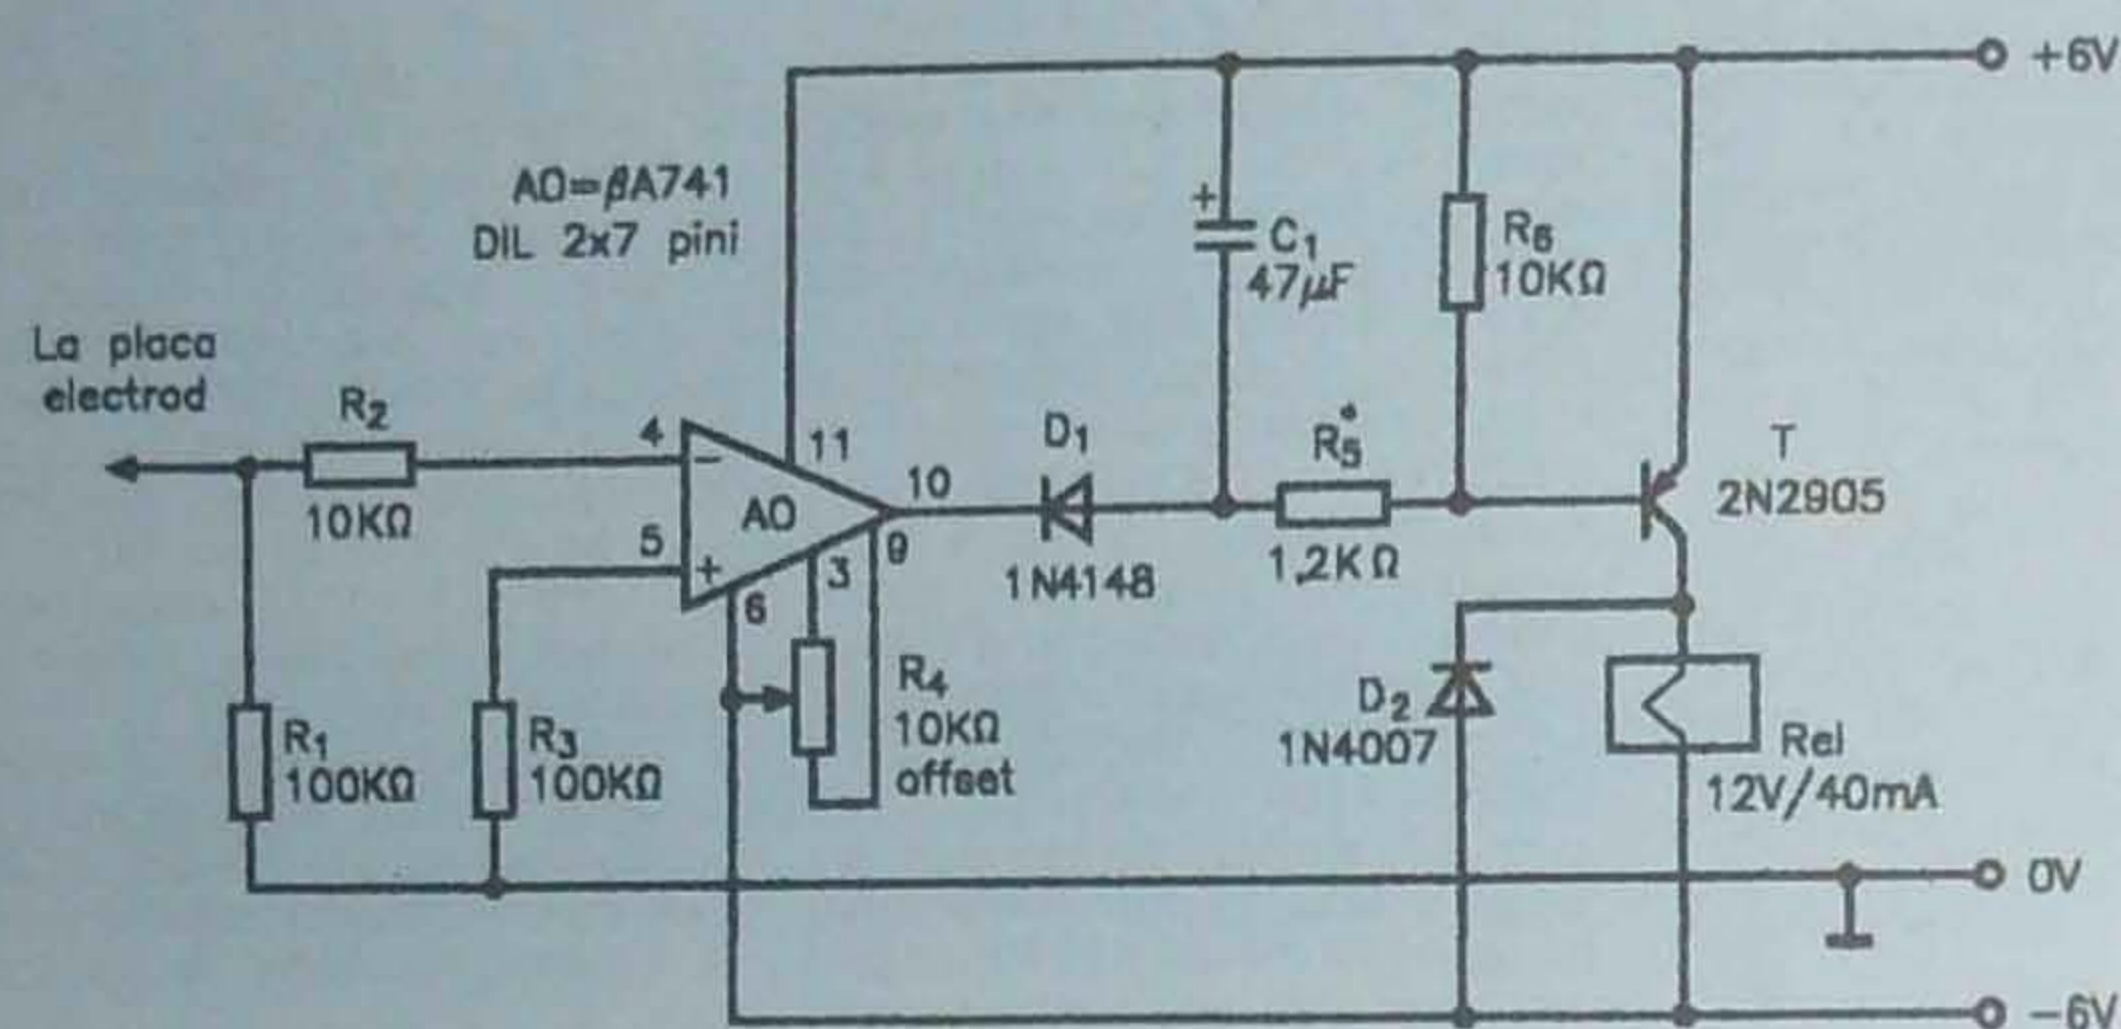 +6V
AO=βA741
DIL 2x7 pini
+
C1
47µF
R6
10KΩ
La placa
electrod
R2
10KΩ
4
-
11
AO
10
D1
1N4148
R5*
1,2KΩ
T
2N2905
5
+
6
3
9
R4
10KΩ
offset
R1
100KΩ
R3
100KΩ
D2
1N4007
Rel
12V/40mA
0V
-6V